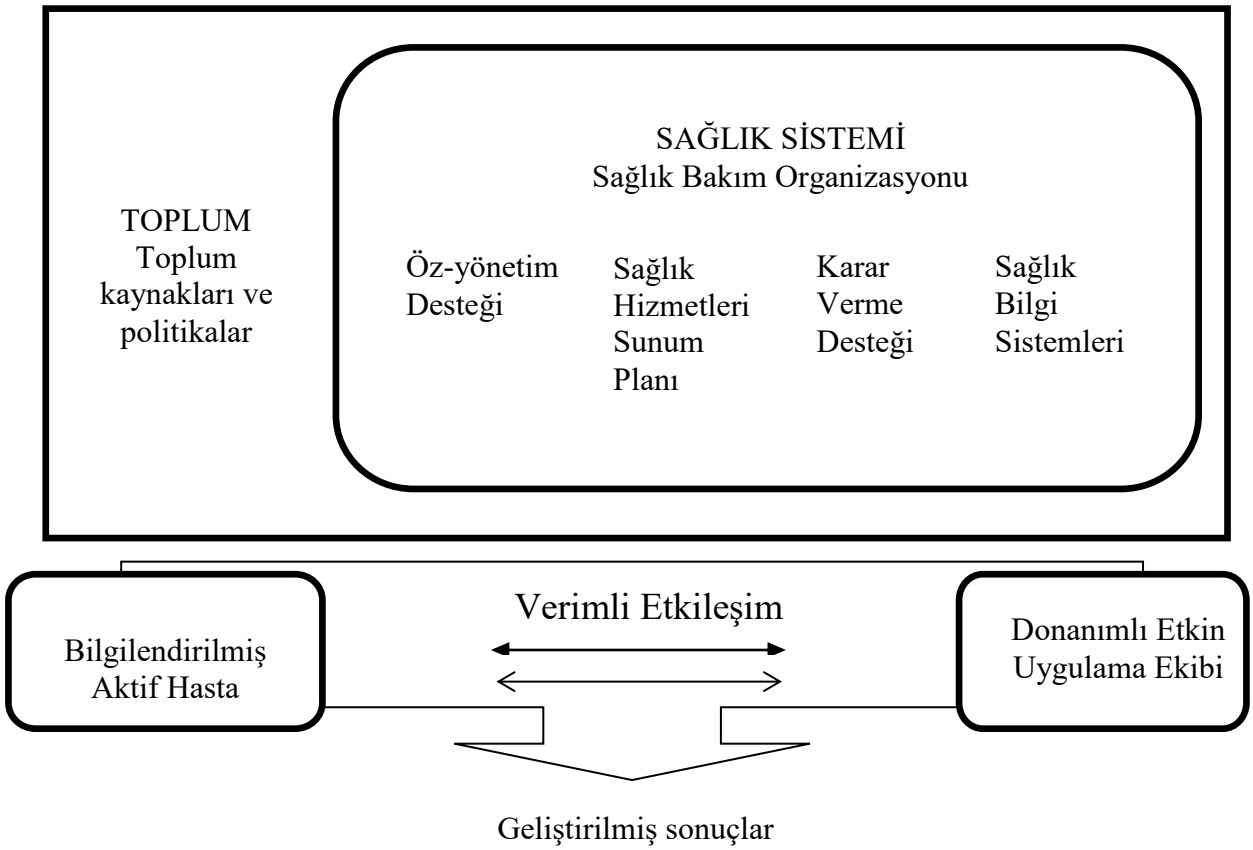 SAĞLIK SİSTEMİ
Sağlık Bakım Organizasyonu
TOPLUM
Toplum
kaynakları ve
politikalar
Öz-yönetim
Desteği
Sağlık
Hizmetleri
Sunum
Planı
Karar
Verme
Desteği
Sağlık
Bilgi
Sistemleri
Bilgilendirilmiş
Aktif Hasta
Verimli Etkileşim
Donanımlı Etkin
Uygulama Ekibi
Geliştirilmiş sonuçlar